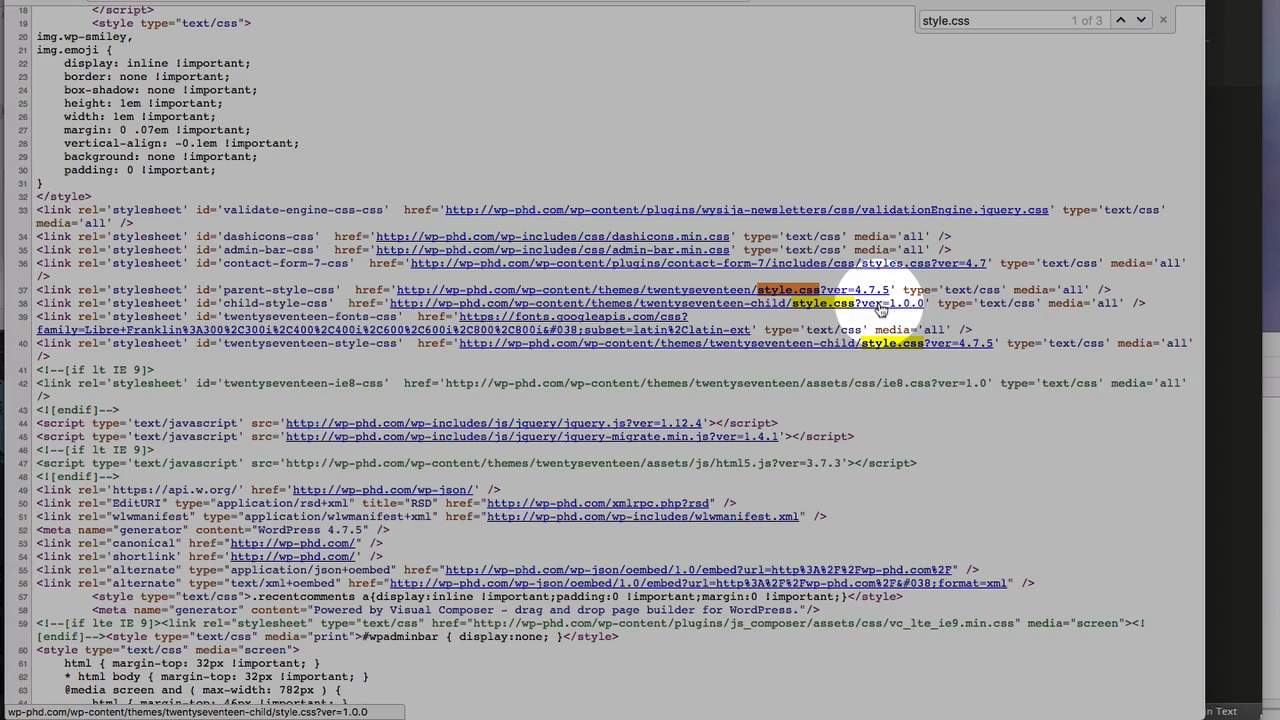 18 </script>
style.css 1 of 3
19 <style type="text/css">
20 img.wp-smiley,
21 img.emoji {
22 display: inline !important;
23 border: none !important;
24 box-shadow: none !important;
25 height: 1em !important;
26 width: 1em !important;
27 margin: 0 .07em !important;
28 vertical-align: -0.1em !important;
29 background: none !important;
30 padding: 0 !important;
31 }
32 </style>
33 <link rel='stylesheet' id='validate-engine-css-css' href='http://wp-phd.com/wp-content/plugins/wysija-newsletters/css/validationEngine.jquery.css' type='text/css'
media='all' />
34 <link rel='stylesheet' id='dashicons-css' href='http://wp-phd.com/wp-includes/css/dashicons.min.css' type='text/css' media='all' />
35 <link rel='stylesheet' id='admin-bar-css' href='http://wp-phd.com/wp-includes/css/admin-bar.min.css' type='text/css' media='all' />
36 <link rel='stylesheet' id='contact-form-7-css' href='http://wp-phd.com/wp-content/plugins/contact-form-7/includes/css/styles.css?ver=4.7' type='text/css' media='all'
/>
37 <link rel='stylesheet' id='parent-style-css' href='http://wp-phd.com/wp-content/themes/twentyseventeen/style.css?ver=4.7.5' type='text/css' media='all' />
38 <link rel='stylesheet' id='child-style-css' href='http://wp-phd.com/wp-content/themes/twentyseventeen-child/style.css?ver=1.0.0' type='text/css' media='all' />
39 <link rel='stylesheet' id='twentyseventeen-fonts-css' href='https://fonts.googleapis.com/css?
family=Libre+Franklin%3A300%2C300i%2C400%2C400i%2C600%2C600i%2C800%2C800i&#038;subset=latin%2Clatin-ext' type='text/css' media='all' />
40 <link rel='stylesheet' id='twentyseventeen-style-css' href='http://wp-phd.com/wp-content/themes/twentyseventeen-child/style.css?ver=4.7.5' type='text/css' media='all'
/>
41 <!--[if lt IE 9]>
42 <link rel='stylesheet' id='twentyseventeen-ie8-css' href='http://wp-phd.com/wp-content/themes/twentyseventeen/assets/css/ie8.css?ver=1.0' type='text/css' media='all'
/>
43 <![endif]-->
44 <script type='text/javascript' src='http://wp-phd.com/wp-includes/js/jquery/jquery.js?ver=1.12.4'></script>
45 <script type='text/javascript' src='http://wp-phd.com/wp-includes/js/jquery/jquery-migrate.min.js?ver=1.4.1'></script>
46 <!--[if lt IE 9]>
47 <script type='text/javascript' src='http://wp-phd.com/wp-content/themes/twentyseventeen/assets/js/html5.js?ver=3.7.3'></script>
48 <![endif]-->
49 <link rel='https://api.w.org/' href='http://wp-phd.com/wp-json/' />
50 <link rel="EditURI" type="application/rsd+xml" title="RSD" href="http://wp-phd.com/xmlrpc.php?rsd" />
51 <link rel="wlwmanifest" type="application/wlwmanifest+xml" href="http://wp-phd.com/wp-includes/wlwmanifest.xml" />
52 <meta name="generator" content="WordPress 4.7.5" />
53 <link rel="canonical" href="http://wp-phd.com/" />
54 <link rel='shortlink' href='http://wp-phd.com/' />
55 <link rel="alternate" type="application/json+oembed" href="http://wp-phd.com/wp-json/oembed/1.0/embed?url=http%3A%2F%2Fwp-phd.com%2F" />
56 <link rel="alternate" type="text/xml+oembed" href="http://wp-phd.com/wp-json/oembed/1.0/embed?url=http%3A%2F%2Fwp-phd.com%2F&#038;format=xml" />
57 <style type="text/css">.recentcomments a{display:inline !important;padding:0 !important;margin:0 !important;}</style>
58 <meta name="generator" content="Powered by Visual Composer - drag and drop page builder for WordPress."/>
59 <!--[if lte IE 9]><link rel="stylesheet" type="text/css" href="http://wp-phd.com/wp-content/plugins/js_composer/assets/css/vc_lte_ie9.min.css" media="screen"><!
[endif]--><style type="text/css" media="print">#wpadminbar { display:none; }</style>
60 <style type="text/css" media="screen">
61 html { margin-top: 32px !important; }
62 * html body { margin-top: 32px !important; }
63 @media screen and ( max-width: 782px ) {
64 html { margin-top: 46px !important; }
wp-phd.com/wp-content/themes/twentyseventeen-child/style.css?ver=1.0.0
n Text